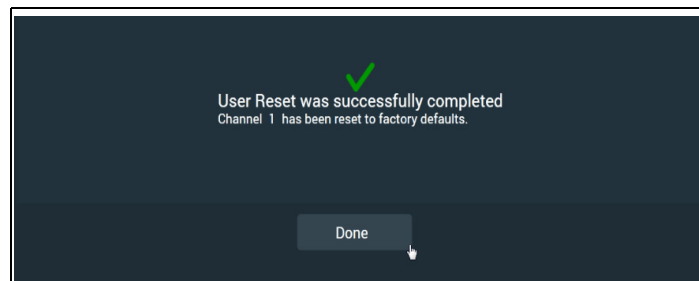 User Reset was successfully completed
Channel 1 has been reset to factory defaults.
Done